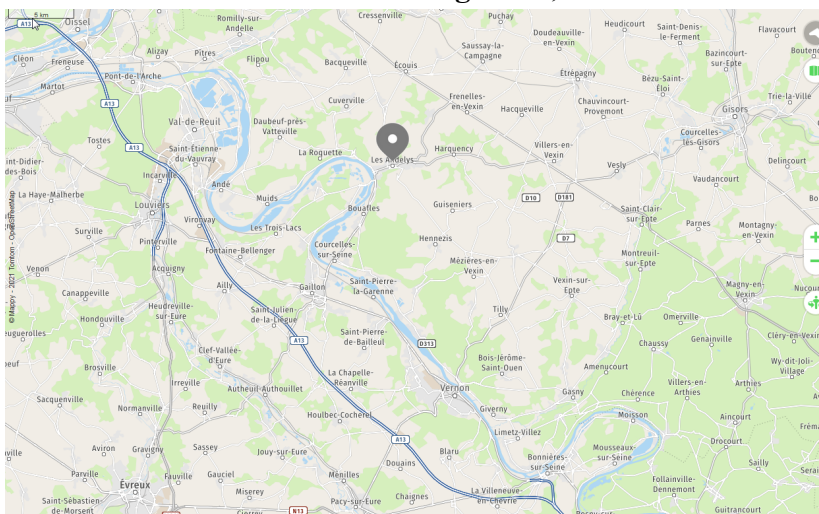 5 km
A13
Oissel
Romilly-sur-
Andelle
Cressenville
Puchay
Doudeauville-
en-Vexin
Heudicourt
Saint-Denis-
le-Ferment
Flavacourt
Cléon
Freneuse
Alizay
Pîtres
Flipou
Bacqueville
Écouis
Saussay-la-
Campagne
Étrépagny
Bézu-Saint-
Éloi
Bazincourt-
sur-Epte
Martot
Pont-de-l'Arche
A13
Cuverville
Frenelles-
en-Vexin
Hacqueville
Chauvincourt-
Provemont
Gisors
Trie-la-Ville
Val-de-Reuil
Daubeuf-près-
Vatteville
Tostes
A13
Saint-Étienne-
du-Vauvray
La Roquette
Les Andelys
Harquency
Villers-en-
Vexin
Vesly
Courcelles-
lès-Gisors
Delincourt
int-Didier-
des-Bois
Incarville
Andé
Vaudancourt
La Haye-Malherbe
Louviers
Muids
Bouafles
Guiseniers
D10
D181
Saint-Clair-
sur-Epte
Parnes
Montagny-
en-Vexin
Surville
Vironvay
Les Trois-Lacs
Pinterville
Fontaine-Bellenger
Courcelles-
sur-Seine
Hennezis
D7
Montreuil-
sur-Epte
Venon
Acquigny
Mézières-en-
Vexin
Canappeville
Ailly
Gaillon
Saint-Pierre-
la-Garenne
Vexin-sur-
Epte
Magny-en-
Vexin
Nucour
Hondouville
Heudreville-
sur-Eure
Saint-Julien-
de-la-Liègue
Tilly
Bray-et-Lû
Omerville
euguerolles
A13
Saint-Pierre-
de-Bailleul
D313
Chaussy
Genainville
Cléry-en-Vexin
Clef-Vallée-
d'Eure
Bois-Jérôme-
Saint-Ouen
Amenucourt
Wy-dit-Joli-
Village
Brosville
Irreville
Autheuil-Authouillet
La Chapelle-
Réanville
Vernon
Gasny
Chérence
Villers-en-
Arthies
Arthies
Sacquenville
Normanville
Reuilly
Houlbec-Cocherel
Giverny
Moisson
Aincourt
Limetz-Villez
A13
Aviron
Gravigny
Sassey
Jouy-sur-Eure
Blaru
Bonnières-
sur-Seine
Mousseaux-
sur-Seine
Drocourt
Douains
Sailly
Parville
Fauville
Gauciel
Ménilles
Évreux
Miserey
Pacy-sur-Eure
Chaignes
La Villeneuve-
en-Chevrie
Follainville-
Dennemont
Saint-Sébastien-
de-Morsent
N13
Guitrancourt
© Mappy - 2021 Tomtom - OpenStreetMap